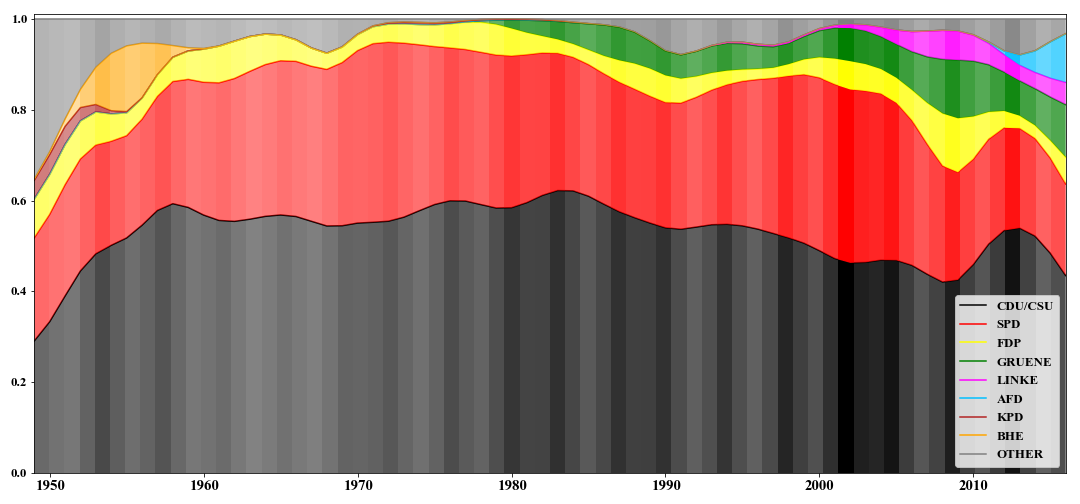 1.0
0.8
0.6
0.4
0.2
0.0
1950 1960 1970 1980 1990 2000 2010
CDU/CSU
SPD
FDP
GRUENE
LINKE
AFD
KPD
BHE
OTHER